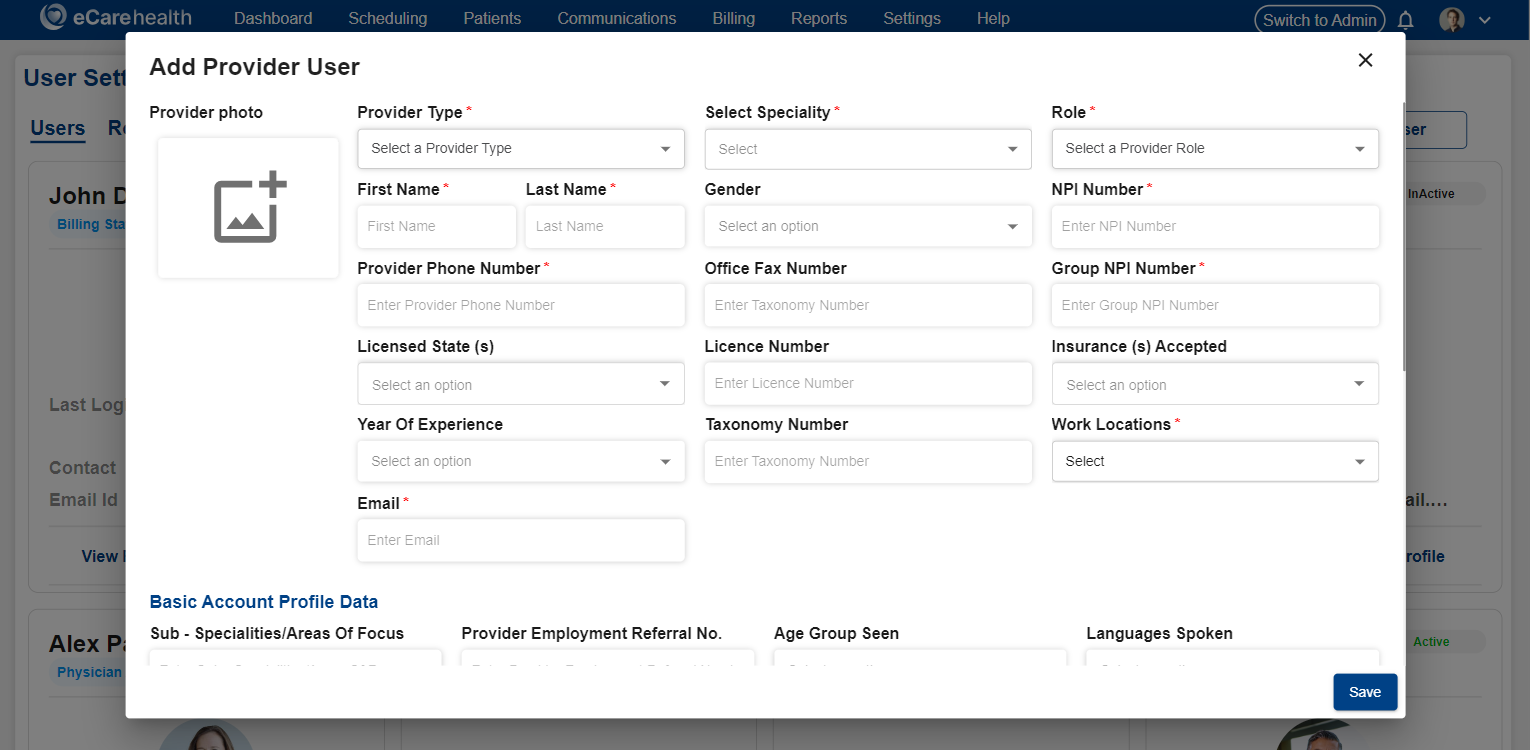 eCarehealth Dashboard Scheduling Patients Communications Billing Reports Settings Help Switch to Admin
User Sett
Users
InActive
John D
Billing Sta
Last Log
Contact
Email Id
ail....
View
rofile
Alex Pa
Physician
Active
Add Provider User
Provider photo
Provider Type * Select Speciality * Role *
Select a Provider Type Select Select a Provider Role
First Name * Last Name * Gender NPI Number *
First Name Last Name Select an option Enter NPI Number
Provider Phone Number * Office Fax Number Group NPI Number *
Enter Provider Phone Number Enter Taxonomy Number Enter Group NPI Number
Licensed State (s) Licence Number Insurance (s) Accepted
Select an option Enter Licence Number Select an option
Year Of Experience Taxonomy Number Work Locations *
Select an option Enter Taxonomy Number Select
Email *
Enter Email
Basic Account Profile Data
Sub - Specialities/Areas Of Focus Provider Employment Referral No. Age Group Seen Languages Spoken
Save